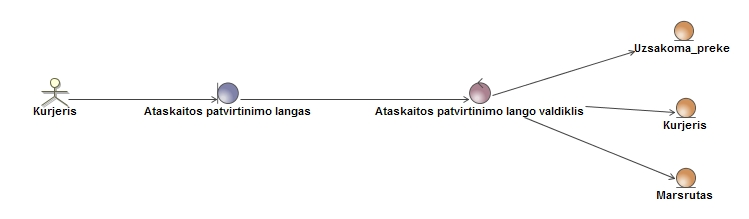 Uzsakoma_preke
Kurjeris
Ataskaitos patvirtinimo langas
Ataskaitos patvirtinimo lango valdiklis
Kurjeris
Marsrutas